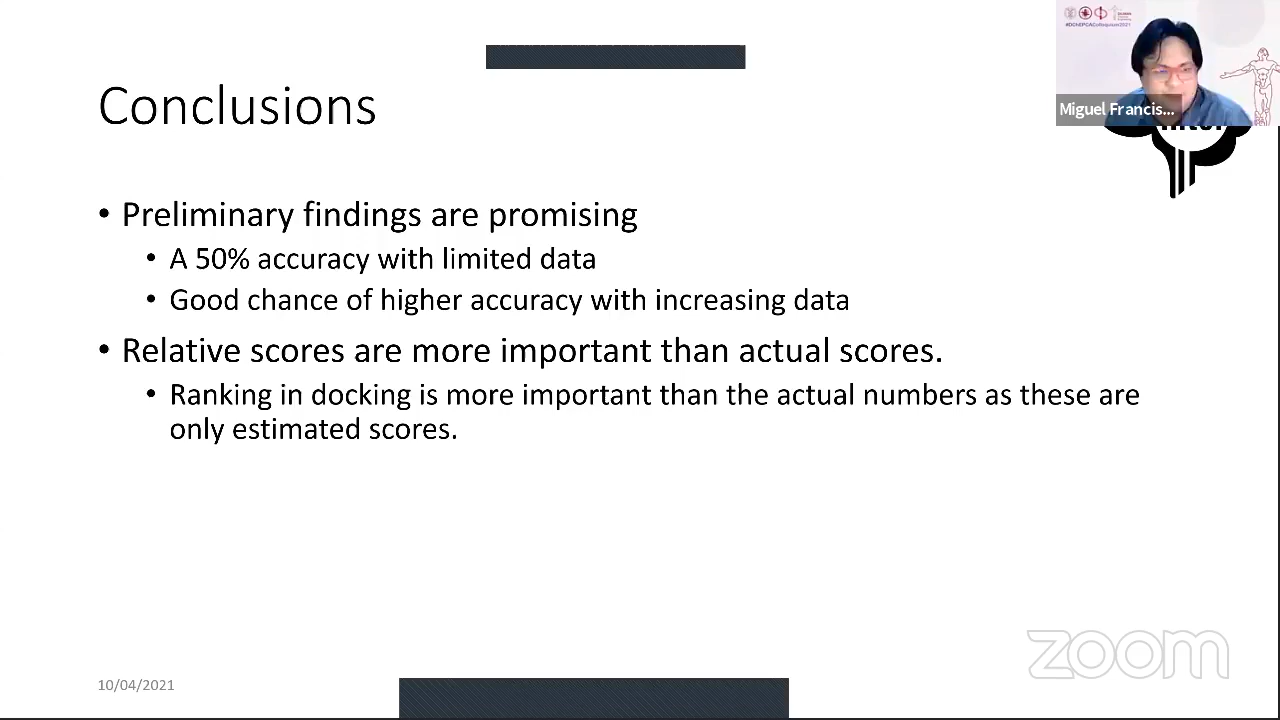 #DChEPCAColloquium2021
Miguel Francis...
Conclusions
• Preliminary findings are promising
• A 50% accuracy with limited data
• Good chance of higher accuracy with increasing data
• Relative scores are more important than actual scores.
• Ranking in docking is more important than the actual numbers as these are
only estimated scores.
zoom
10/04/2021